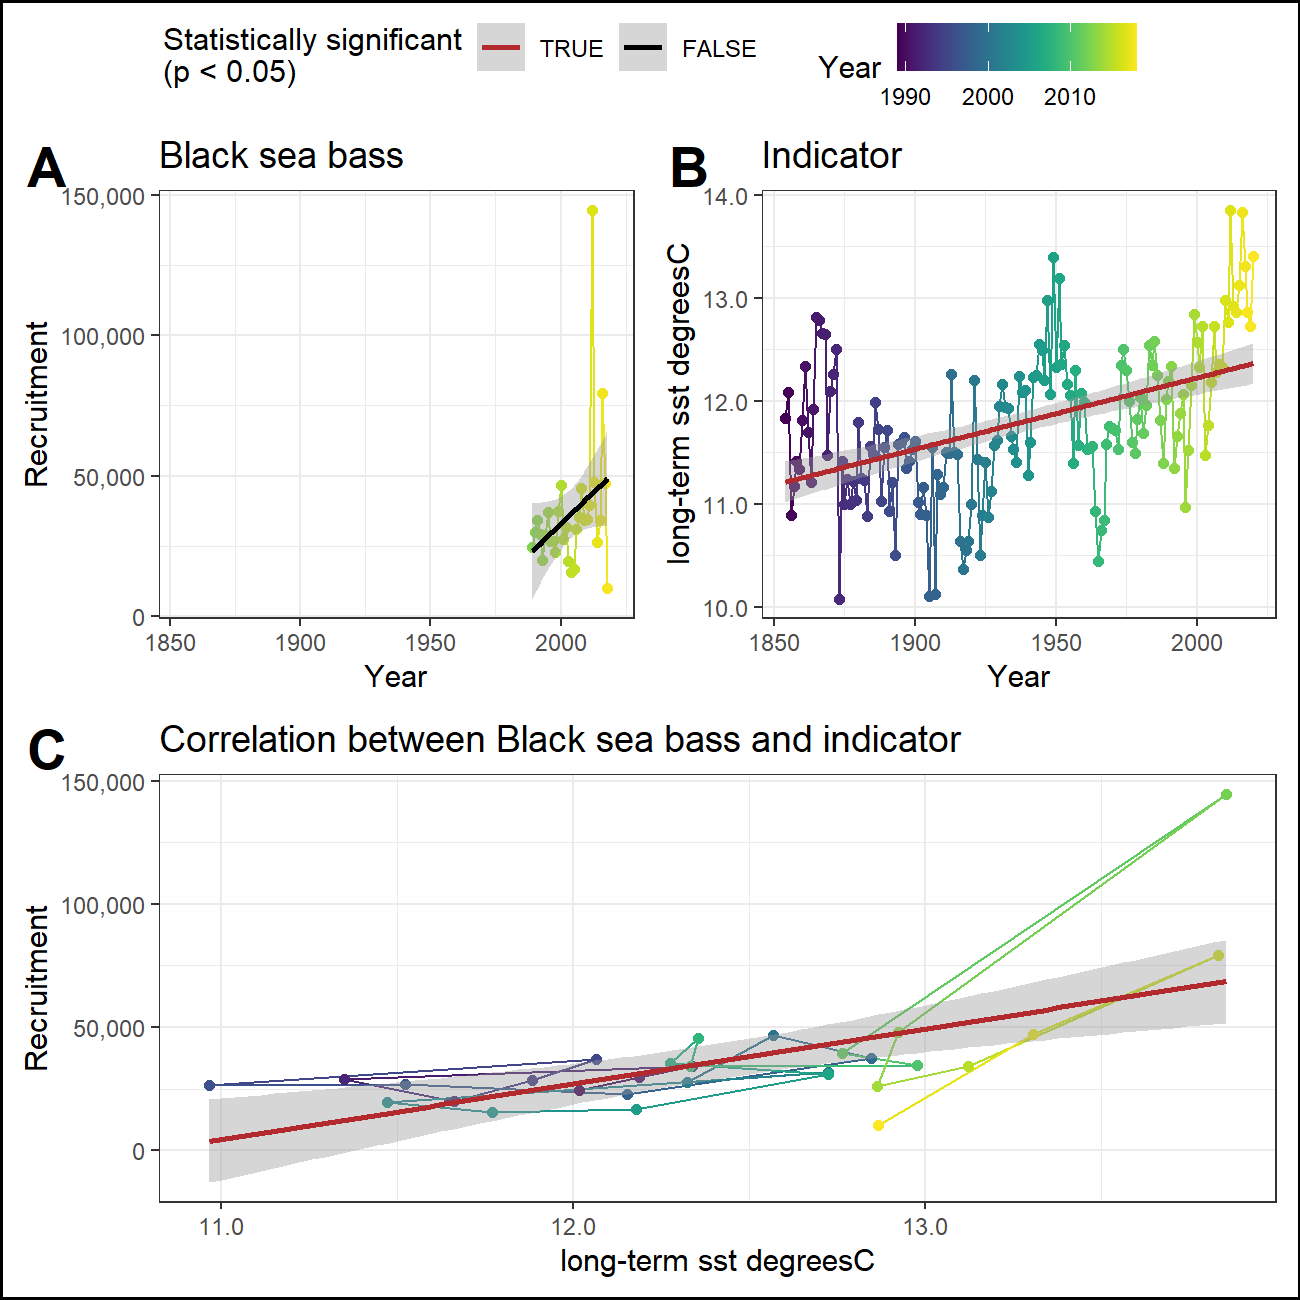 Statistically significant
(p < 0.05)
TRUE
FALSE
Year
1990
2000
2010
A
Black sea bass
150,000
100,000
50,000
0
Recruitment
1850
1900
1950
2000
Year
B
Indicator
14.0
13.0
12.0
11.0
10.0
long-term sst degreesC
1850
1900
1950
2000
Year
C
Correlation between Black sea bass and indicator
150,000
100,000
50,000
0
Recruitment
11.0
12.0
13.0
long-term sst degreesC